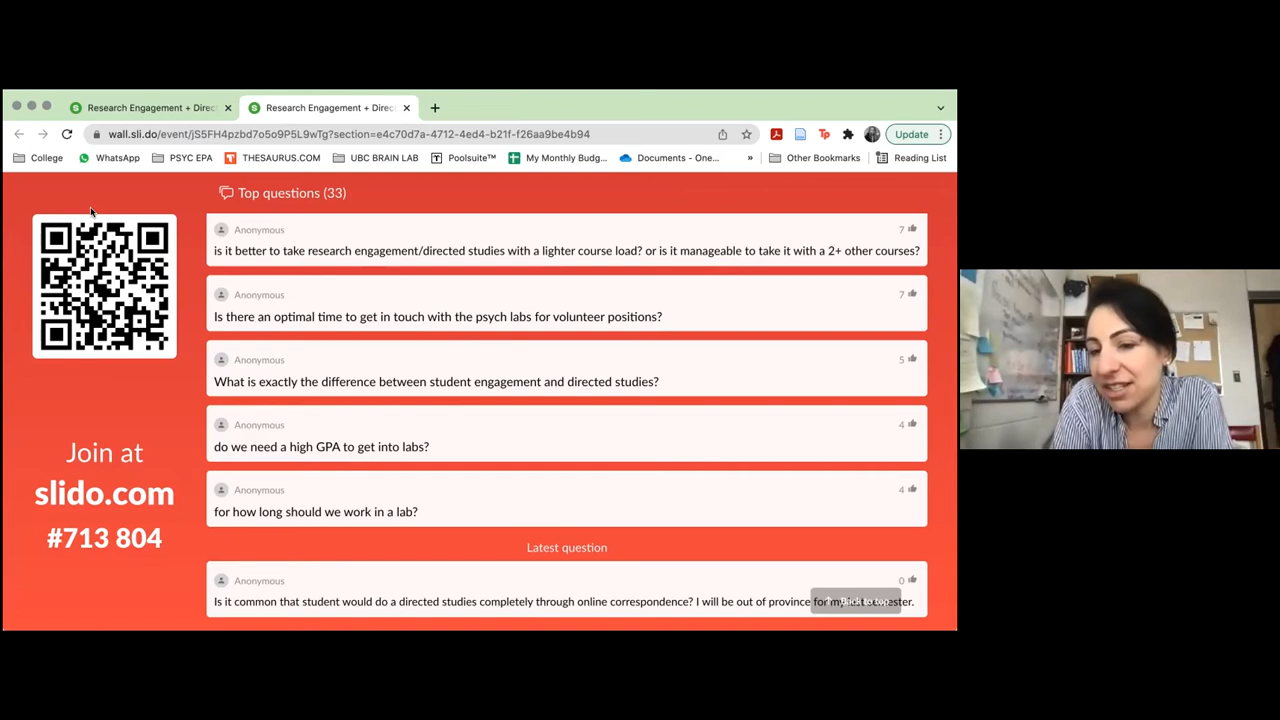 Research Engagement + Direc
Research Engagement + Direc
wall.sli.do/event/jS5FH4pzbd7o5o9P5L9wTg?section=e4c70d7a-4712-4ed4-b21f-f26aa9be4b94
Update
College
WhatsApp
PSYC EPA
THESAURUS.COM
UBC BRAIN LAB
Poolsuite™
My Monthly Budg...
Documents - One...
»
Other Bookmarks
Reading List
Top questions (33)
Anonymous
7
is it better to take research engagement/directed studies with a lighter course load? or is it manageable to take it with a 2+ other courses?
Anonymous
7
Is there an optimal time to get in touch with the psych labs for volunteer positions?
Anonymous
5
What is exactly the difference between student engagement and directed studies?
Anonymous
4
do we need a high GPA to get into labs?
Anonymous
4
for how long should we work in a lab?
Latest question
Anonymous
0
Is it common that student would do a directed studies completely through online correspondence? I will be out of province for my
Back to top
Join at
slido.com
#713 804